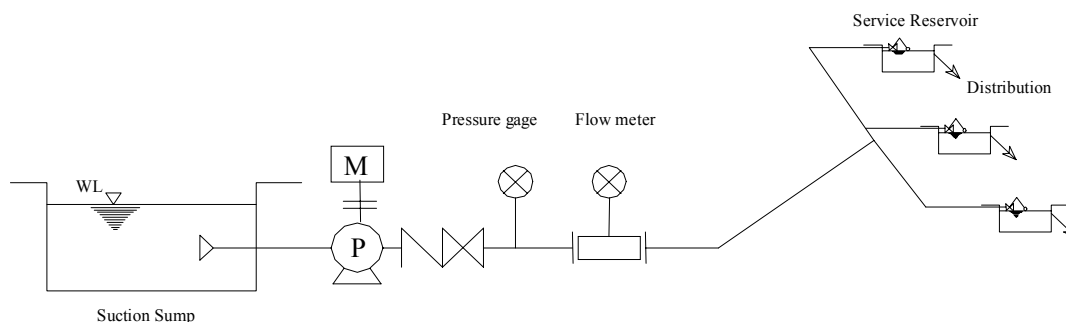 Service Reservoir
Distribution
Pressure gage
Flow meter
M
WL
P
Suction Sump